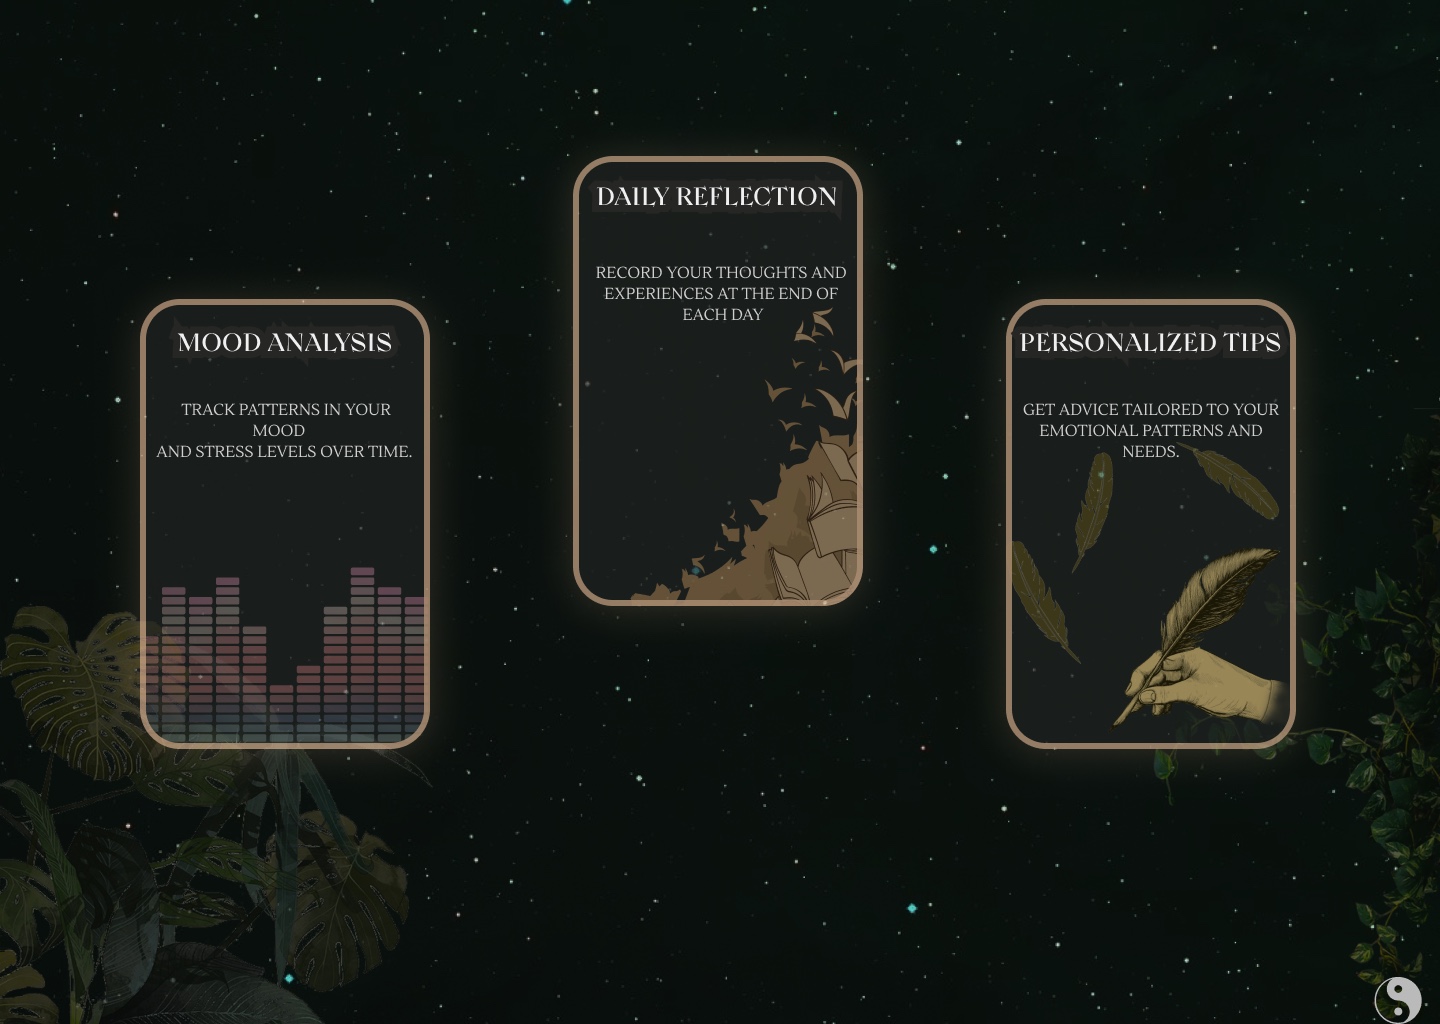 DAILY REFLECTION
RECORD YOUR THOUGHTS AND
EXPERIENCES AT THE END OF
EACH DAY
MOOD ANALYSIS
TRACK PATTERNS IN YOUR
MOOD
AND STRESS LEVELS OVER TIME.
PERSONALIZED TIPS
GET ADVICE TAILORED TO YOUR
EMOTIONAL PATTERNS AND
NEEDS.